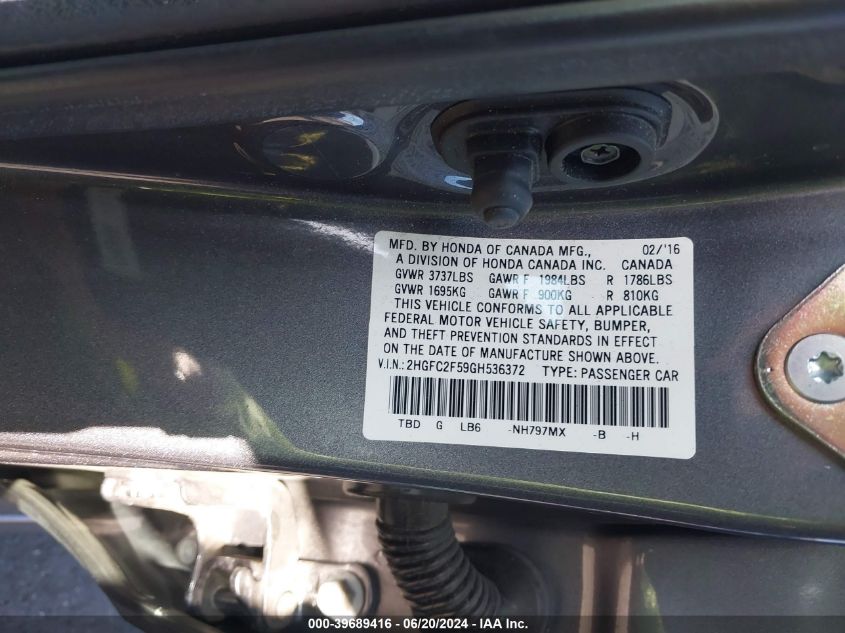 MFD. BY HONDA OF CANADA MFG., 02/'16
A DIVISION OF HONDA CANADA INC. CANADA
GVWR 3737LBS GAWR F 1984LBS R 1786LBS
GVWR 1695KG GAWR F 900KG R 810KG
THIS VEHICLE CONFORMS TO ALL APPLICABLE
FEDERAL MOTOR VEHICLE SAFETY, BUMPER,
AND THEFT PREVENTION STANDARDS IN EFFECT
ON THE DATE OF MANUFACTURE SHOWN ABOVE.
V.I.N.: 2HGFC2F59GH536372 TYPE: PASSENGER CAR
TBD G LB6 -NH797MX -B -H
000-39689416 - 06/20/2024 - IAA Inc.